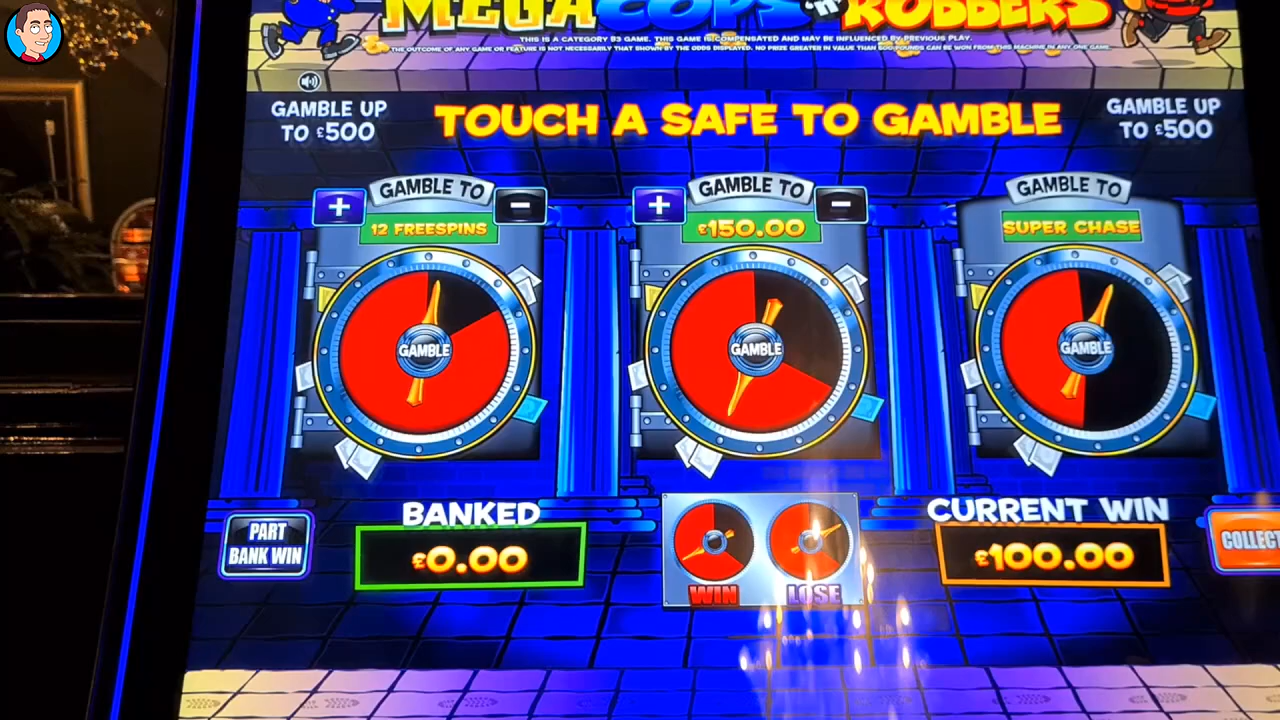 MEGA COPS 'n' ROBBERS
THIS IS A CATEGORY B3 GAME. THIS GAME IS COMPENSATED AND MAY BE INFLUENCED BY PREVIOUS PLAY.
THE OUTCOME OF ANY GAME OR FEATURE IS NOT NECESSARILY THAT SHOWN BY THE ODDS DISPLAYED. NO PRIZE GREATER IN VALUE THAN 500 POUNDS CAN BE WON FROM THIS MACHINE IN ANY ONE GAME.
GAMBLE UP
TO £500
TOUCH A SAFE TO GAMBLE
GAMBLE UP
TO £500
+
GAMBLE TO
-
12 FREESPINS
GAMBLE
+
GAMBLE TO
-
£150.00
GAMBLE
GAMBLE TO
SUPER CHASE
GAMBLE
PART
BANK WIN
BANKED
£0.00
WIN
LOSE
CURRENT WIN
£100.00
COLLECT